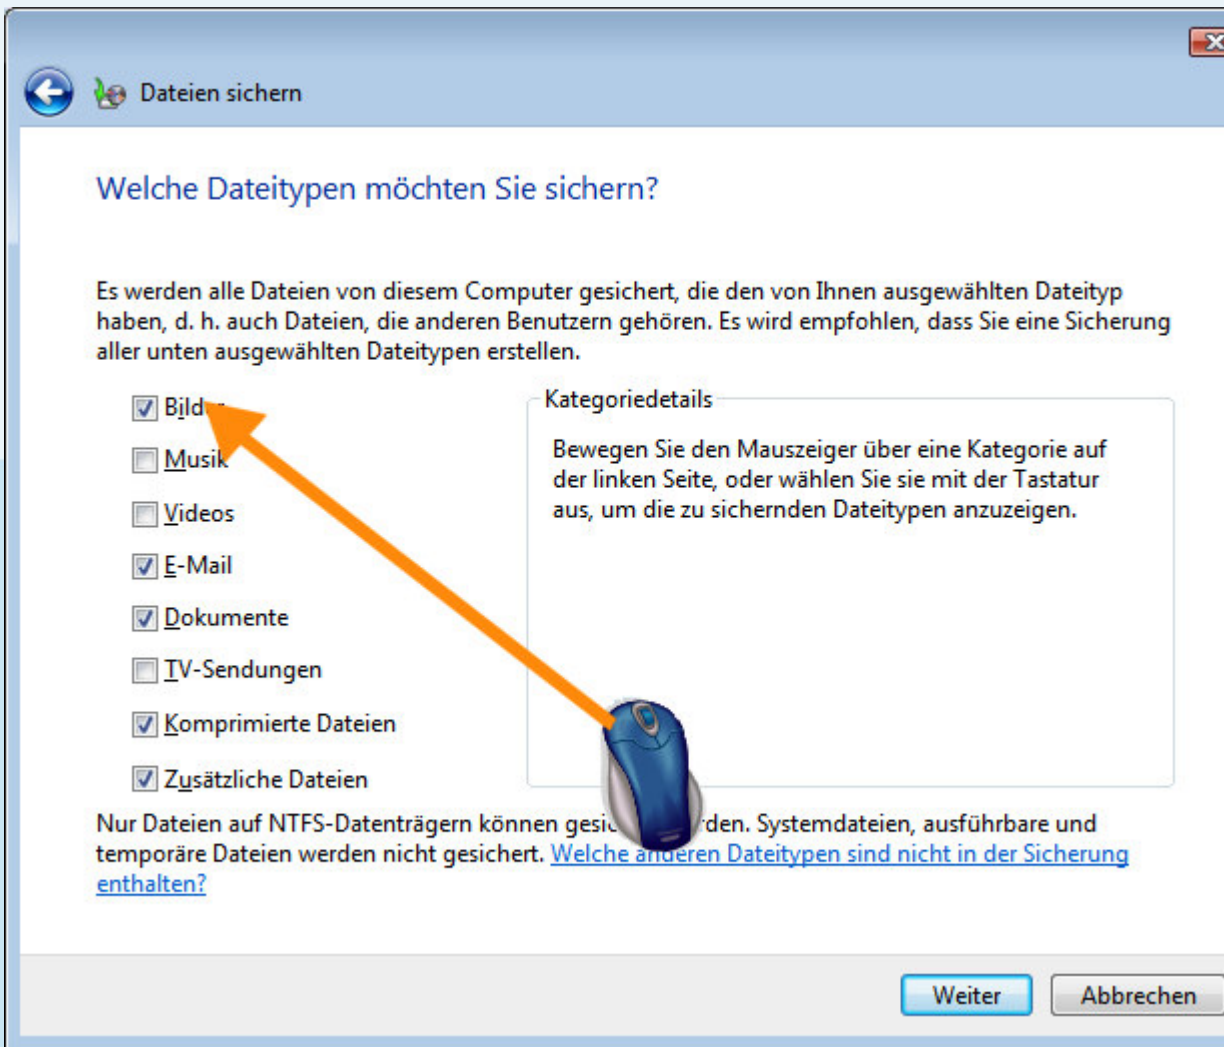 Dateien sichern
Welche Dateitypen möchten Sie sichern?
Es werden alle Dateien von diesem Computer gesichert, die den von Ihnen ausgewählten Dateityp
haben, d. h. auch Dateien, die anderen Benutzern gehören. Es wird empfohlen, dass Sie eine Sicherung
aller unten ausgewählten Dateitypen erstellen.
Bilder
Musik
Videos
E-Mail
Dokumente
TV-Sendungen
Komprimierte Dateien
Zusätzliche Dateien
Kategoriedetails
Bewegen Sie den Mauszeiger über eine Kategorie auf
der linken Seite, oder wählen Sie sie mit der Tastatur
aus, um die zu sichernden Dateitypen anzuzeigen.
Nur Dateien auf NTFS-Datenträgern können Systemdateien, ausführbare und
temporäre Dateien werden nicht gesichert. Welche anderen Dateitypen sind nicht in der Sicherung
enthalten?
Weiter
Abbrechen